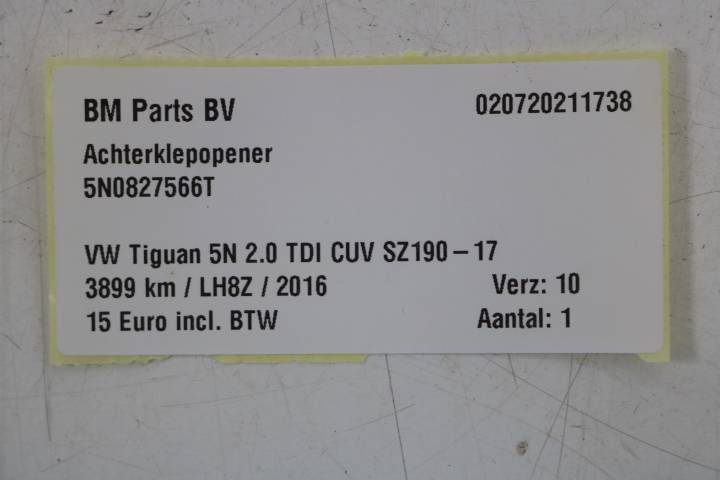 BM Parts BV 020720211738
Achterklepopener
5N0827566T
VW Tiguan 5N 2.0 TDI CUV SZ190-17
3899 km / LH8Z / 2016 Verz: 10
15 Euro incl. BTW Aantal: 1